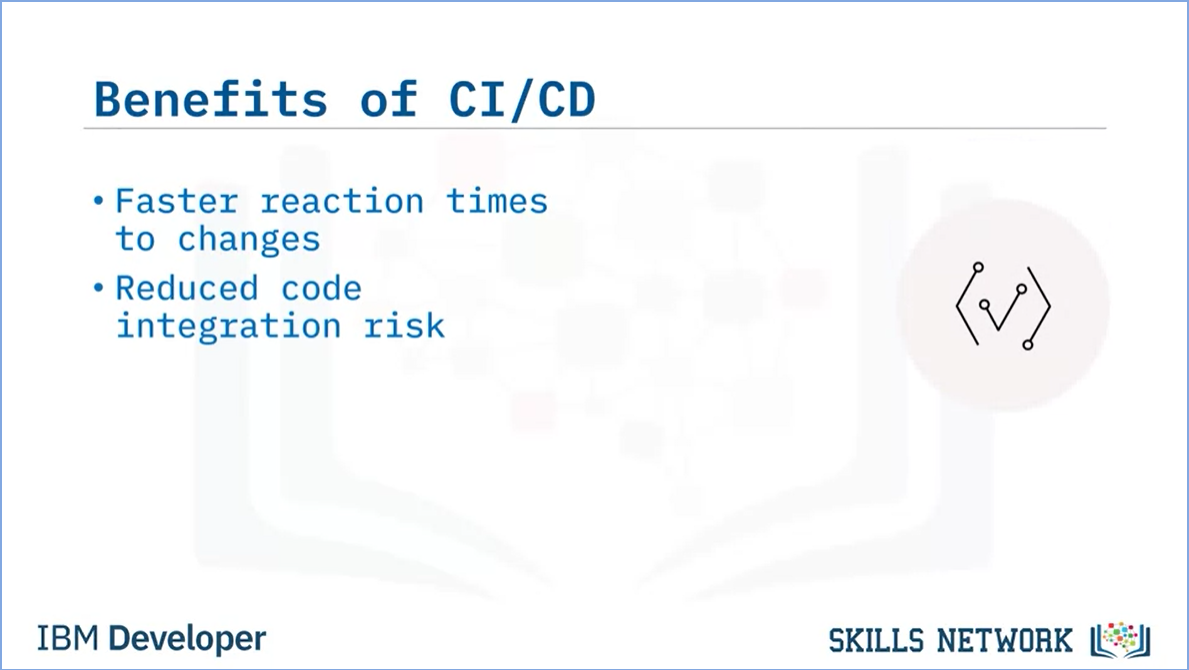 Benefits of CI/CD
• Faster reaction times
to changes
• Reduced code
integration risk
IBM Developer
SKILLS NETWORK